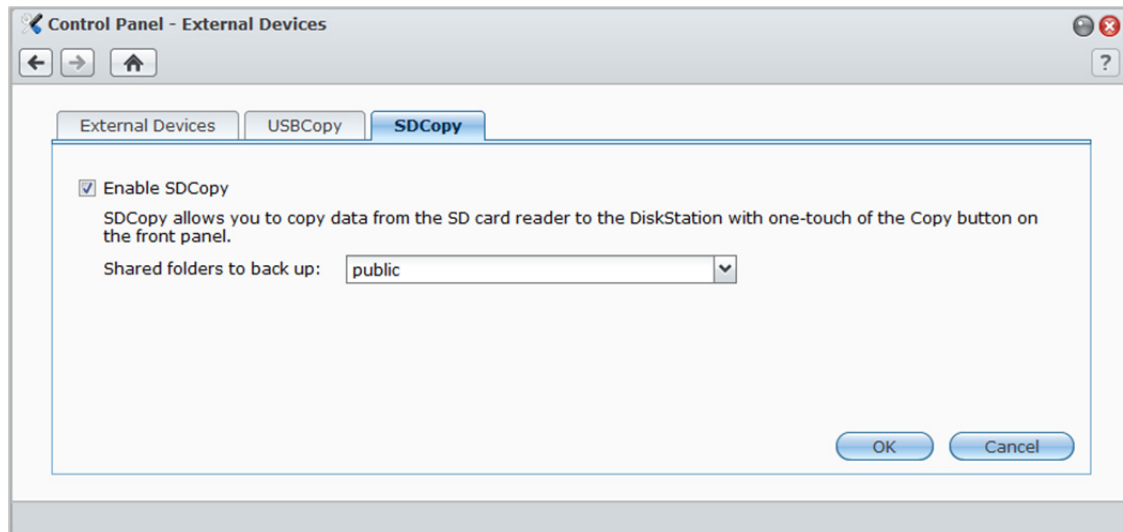 Control Panel - External Devices
?
External Devices USBCopy SDCopy
Enable SDCopy
SDCopy allows you to copy data from the SD card reader to the DiskStation with one-touch of the Copy button on
the front panel.
Shared folders to back up: public
OK Cancel